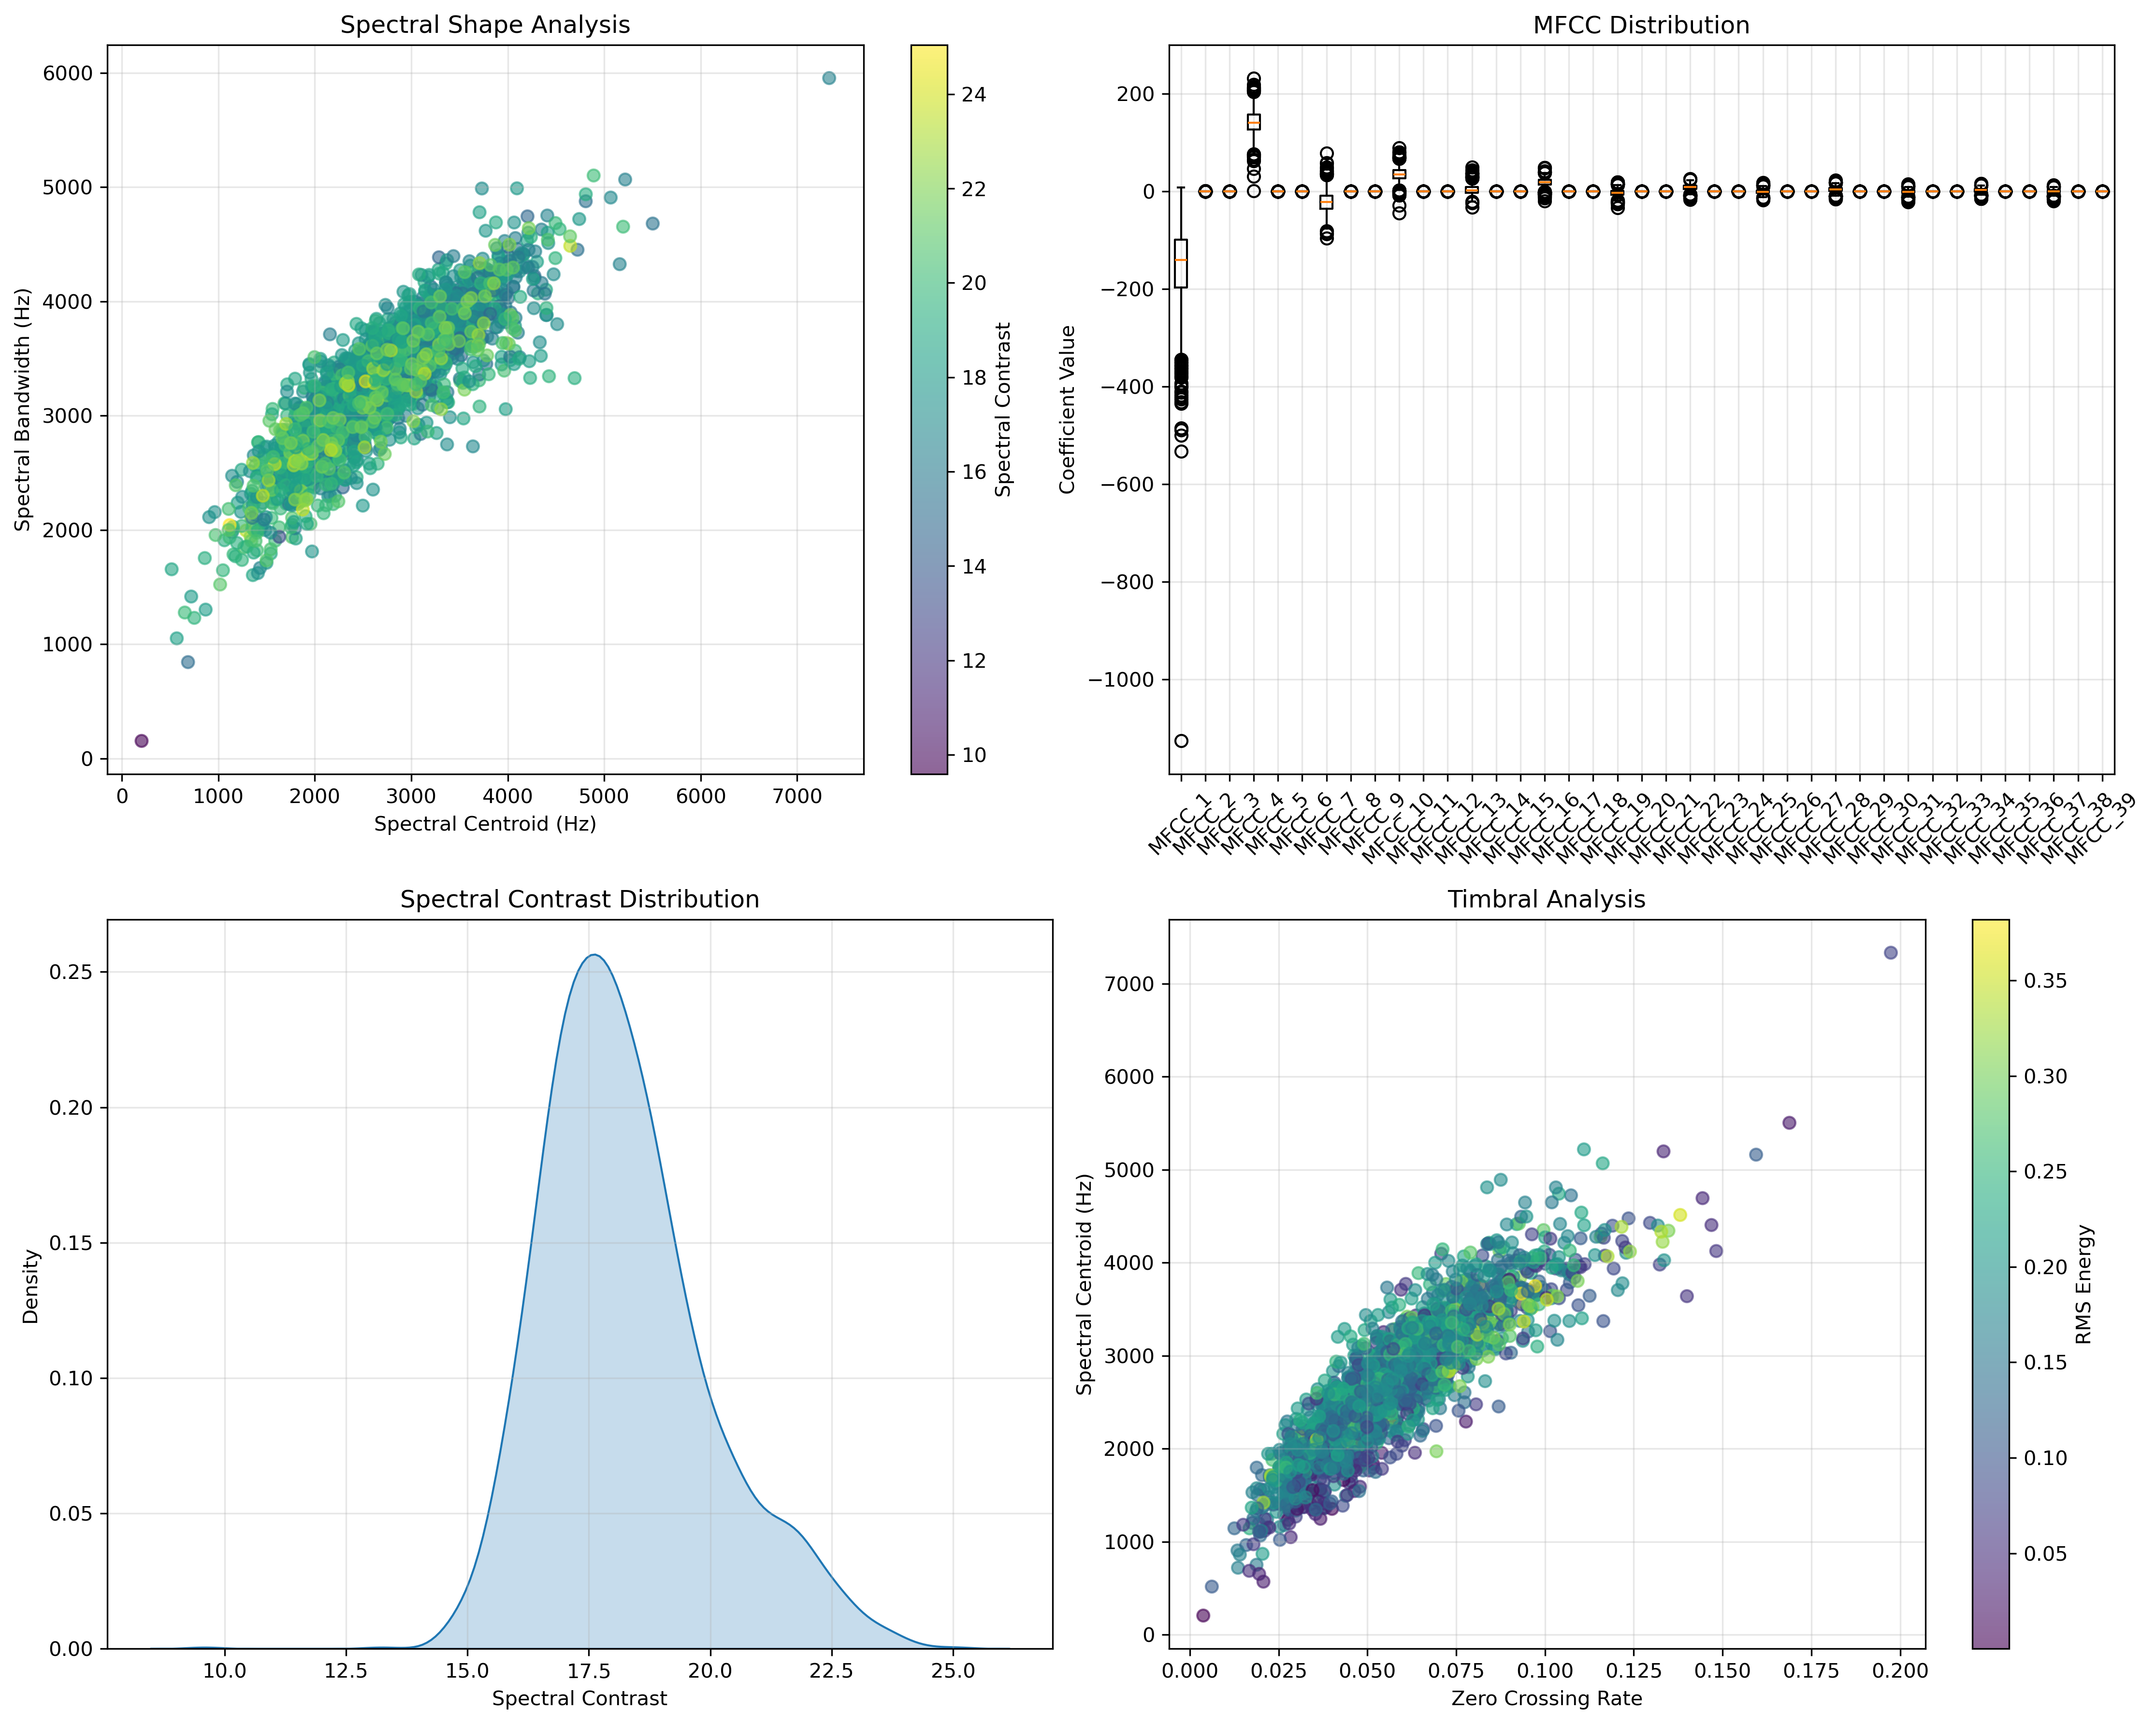 Spectral Shape Analysis
6000
5000
4000
3000
2000
1000
0
Spectral Bandwidth (Hz)
0 1000 2000 3000 4000 5000 6000 7000
Spectral Centroid (Hz)
24
22
20
18
16
14
12
10
Spectral Contrast
MFCC Distribution
200
0
−200
−400
−600
−800
−1000
Coefficient Value
MFCC_1 MFCC_2 MFCC_3 MFCC_4 MFCC_5 MFCC_6 MFCC_7 MFCC_8 MFCC_9 MFCC_10 MFCC_11 MFCC_12 MFCC_13 MFCC_14 MFCC_15 MFCC_16 MFCC_17 MFCC_18 MFCC_19 MFCC_20 MFCC_21 MFCC_22 MFCC_23 MFCC_24 MFCC_25 MFCC_26 MFCC_27 MFCC_28 MFCC_29 MFCC_30 MFCC_31 MFCC_32 MFCC_33 MFCC_34 MFCC_35 MFCC_36 MFCC_37 MFCC_38 MFCC_39
Spectral Contrast Distribution
0.25
0.20
0.15
0.10
0.05
0.00
Density
10.0 12.5 15.0 17.5 20.0 22.5 25.0
Spectral Contrast
Timbral Analysis
7000
6000
5000
4000
3000
2000
1000
0
Spectral Centroid (Hz)
0.000 0.025 0.050 0.075 0.100 0.125 0.150 0.175 0.200
Zero Crossing Rate
0.35
0.30
0.25
0.20
0.15
0.10
0.05
RMS Energy